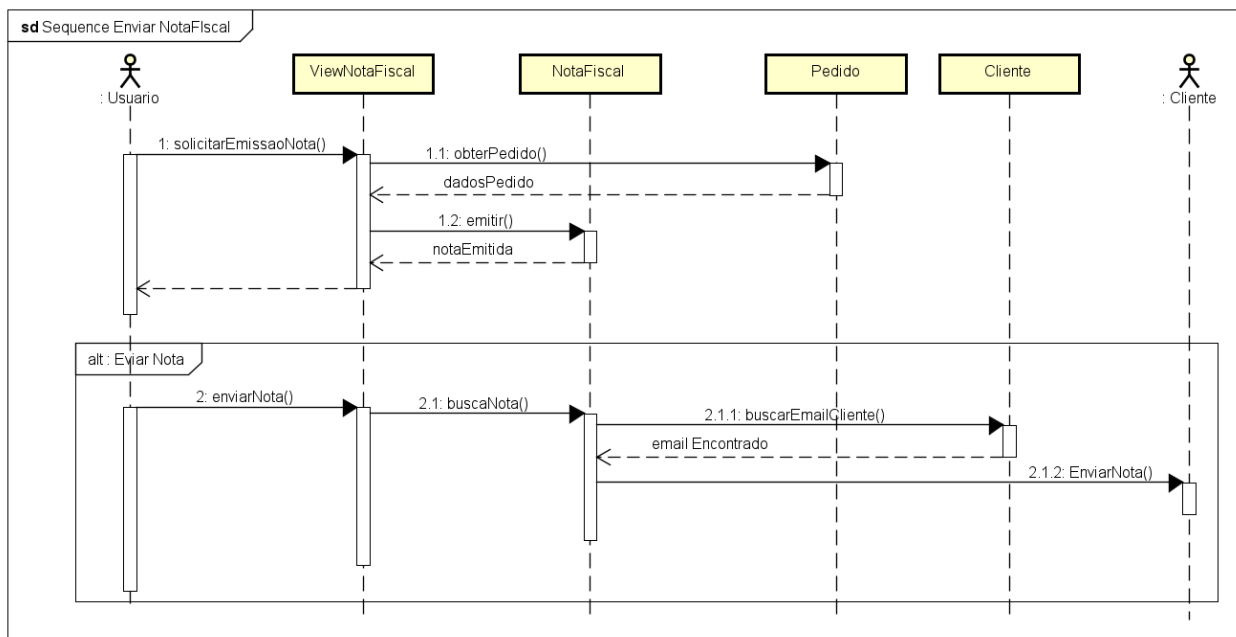 sd Sequence Enviar NotaFIscal
: Usuario
ViewNotaFiscal
NotaFiscal
Pedido
Cliente
: Cliente
1: solicitarEmissaoNota()
1.1: obterPedido()
dadosPedido
1.2: emitir()
notaEmitida
alt : Eviar Nota
2: enviarNota()
2.1: buscaNota()
2.1.1: buscarEmailCliente()
email Encontrado
2.1.2: EnviarNota()